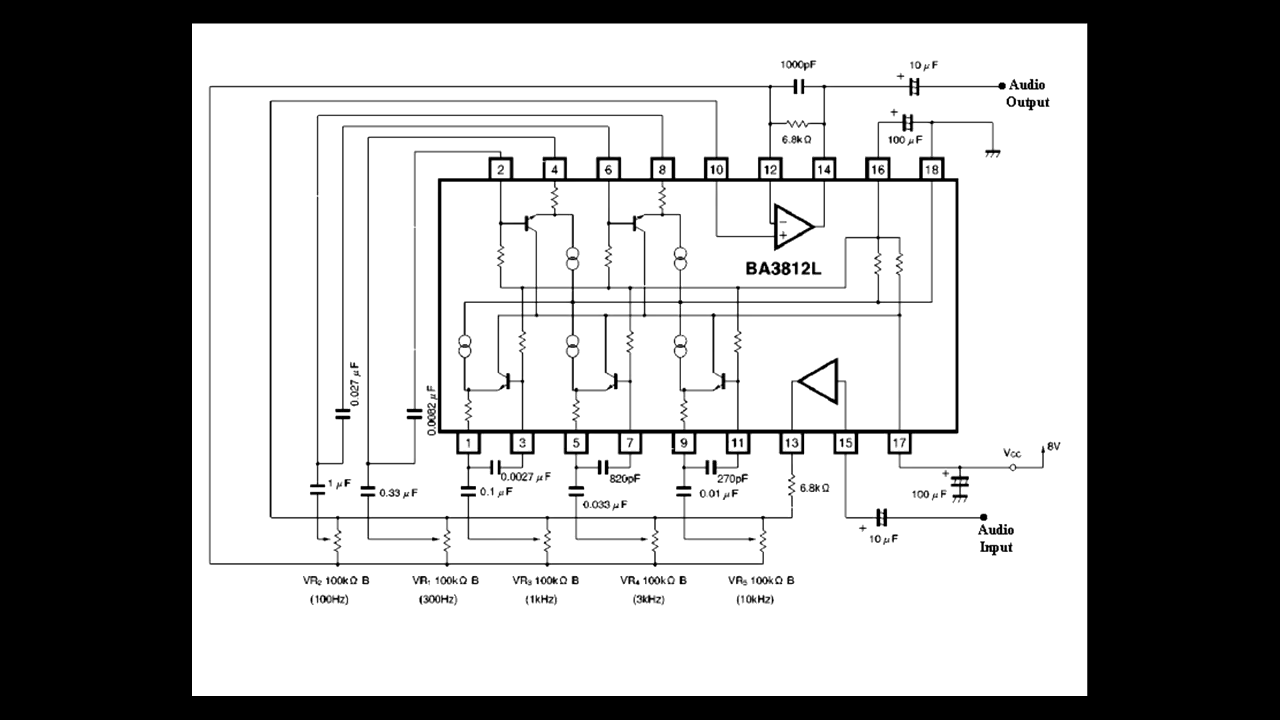 1000pF
10 μF
+
Audio
Output
+
100 μF
6.8kΩ
2 4 6 8 10 12 14 16 18
−
+
BA3812L
0.027 μF
0.0082 μF
1 3 5 7 9 11 13 15 17
VCC 8V
0.0027 μF 820pF 270pF
+
1 μF 0.33 μF 0.1 μF 0.033 μF 0.01 μF 6.8kΩ 100 μF
+
10 μF
Audio
Input
VR2 100kΩ B VR1 100kΩ B VR3 100kΩ B VR4 100kΩ B VR5 100kΩ B
(100Hz) (300Hz) (1kHz) (3kHz) (10kHz)